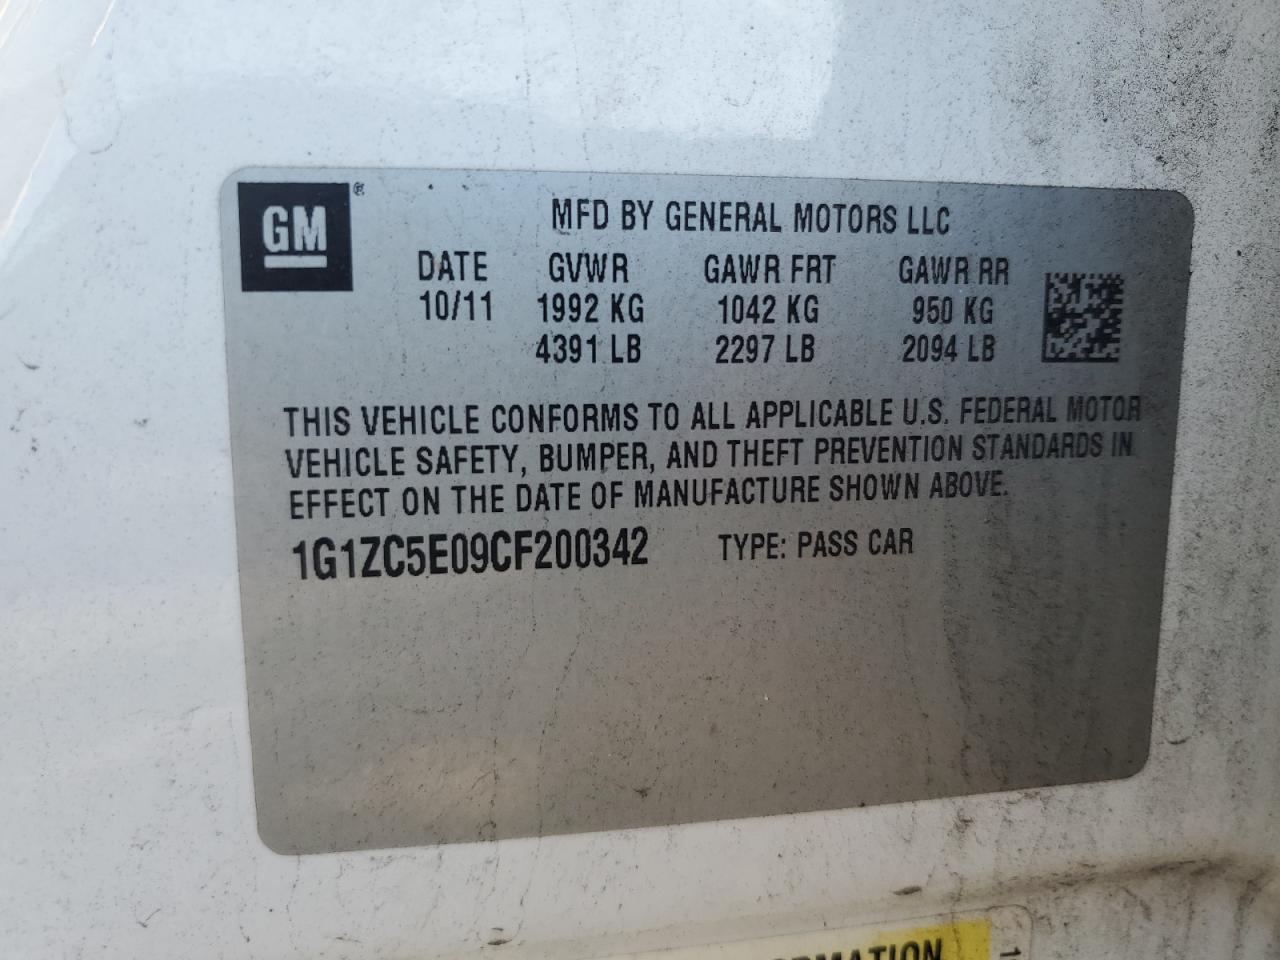 GM®
MFD BY GENERAL MOTORS LLC
DATE GVWR GAWR FRT GAWR RR
10/11 1992 KG 1042 KG 950 KG
4391 LB 2297 LB 2094 LB
THIS VEHICLE CONFORMS TO ALL APPLICABLE U.S. FEDERAL MOTOR
VEHICLE SAFETY, BUMPER, AND THEFT PREVENTION STANDARDS IN
EFFECT ON THE DATE OF MANUFACTURE SHOWN ABOVE.
1G1ZC5E09CF200342 TYPE: PASS CAR